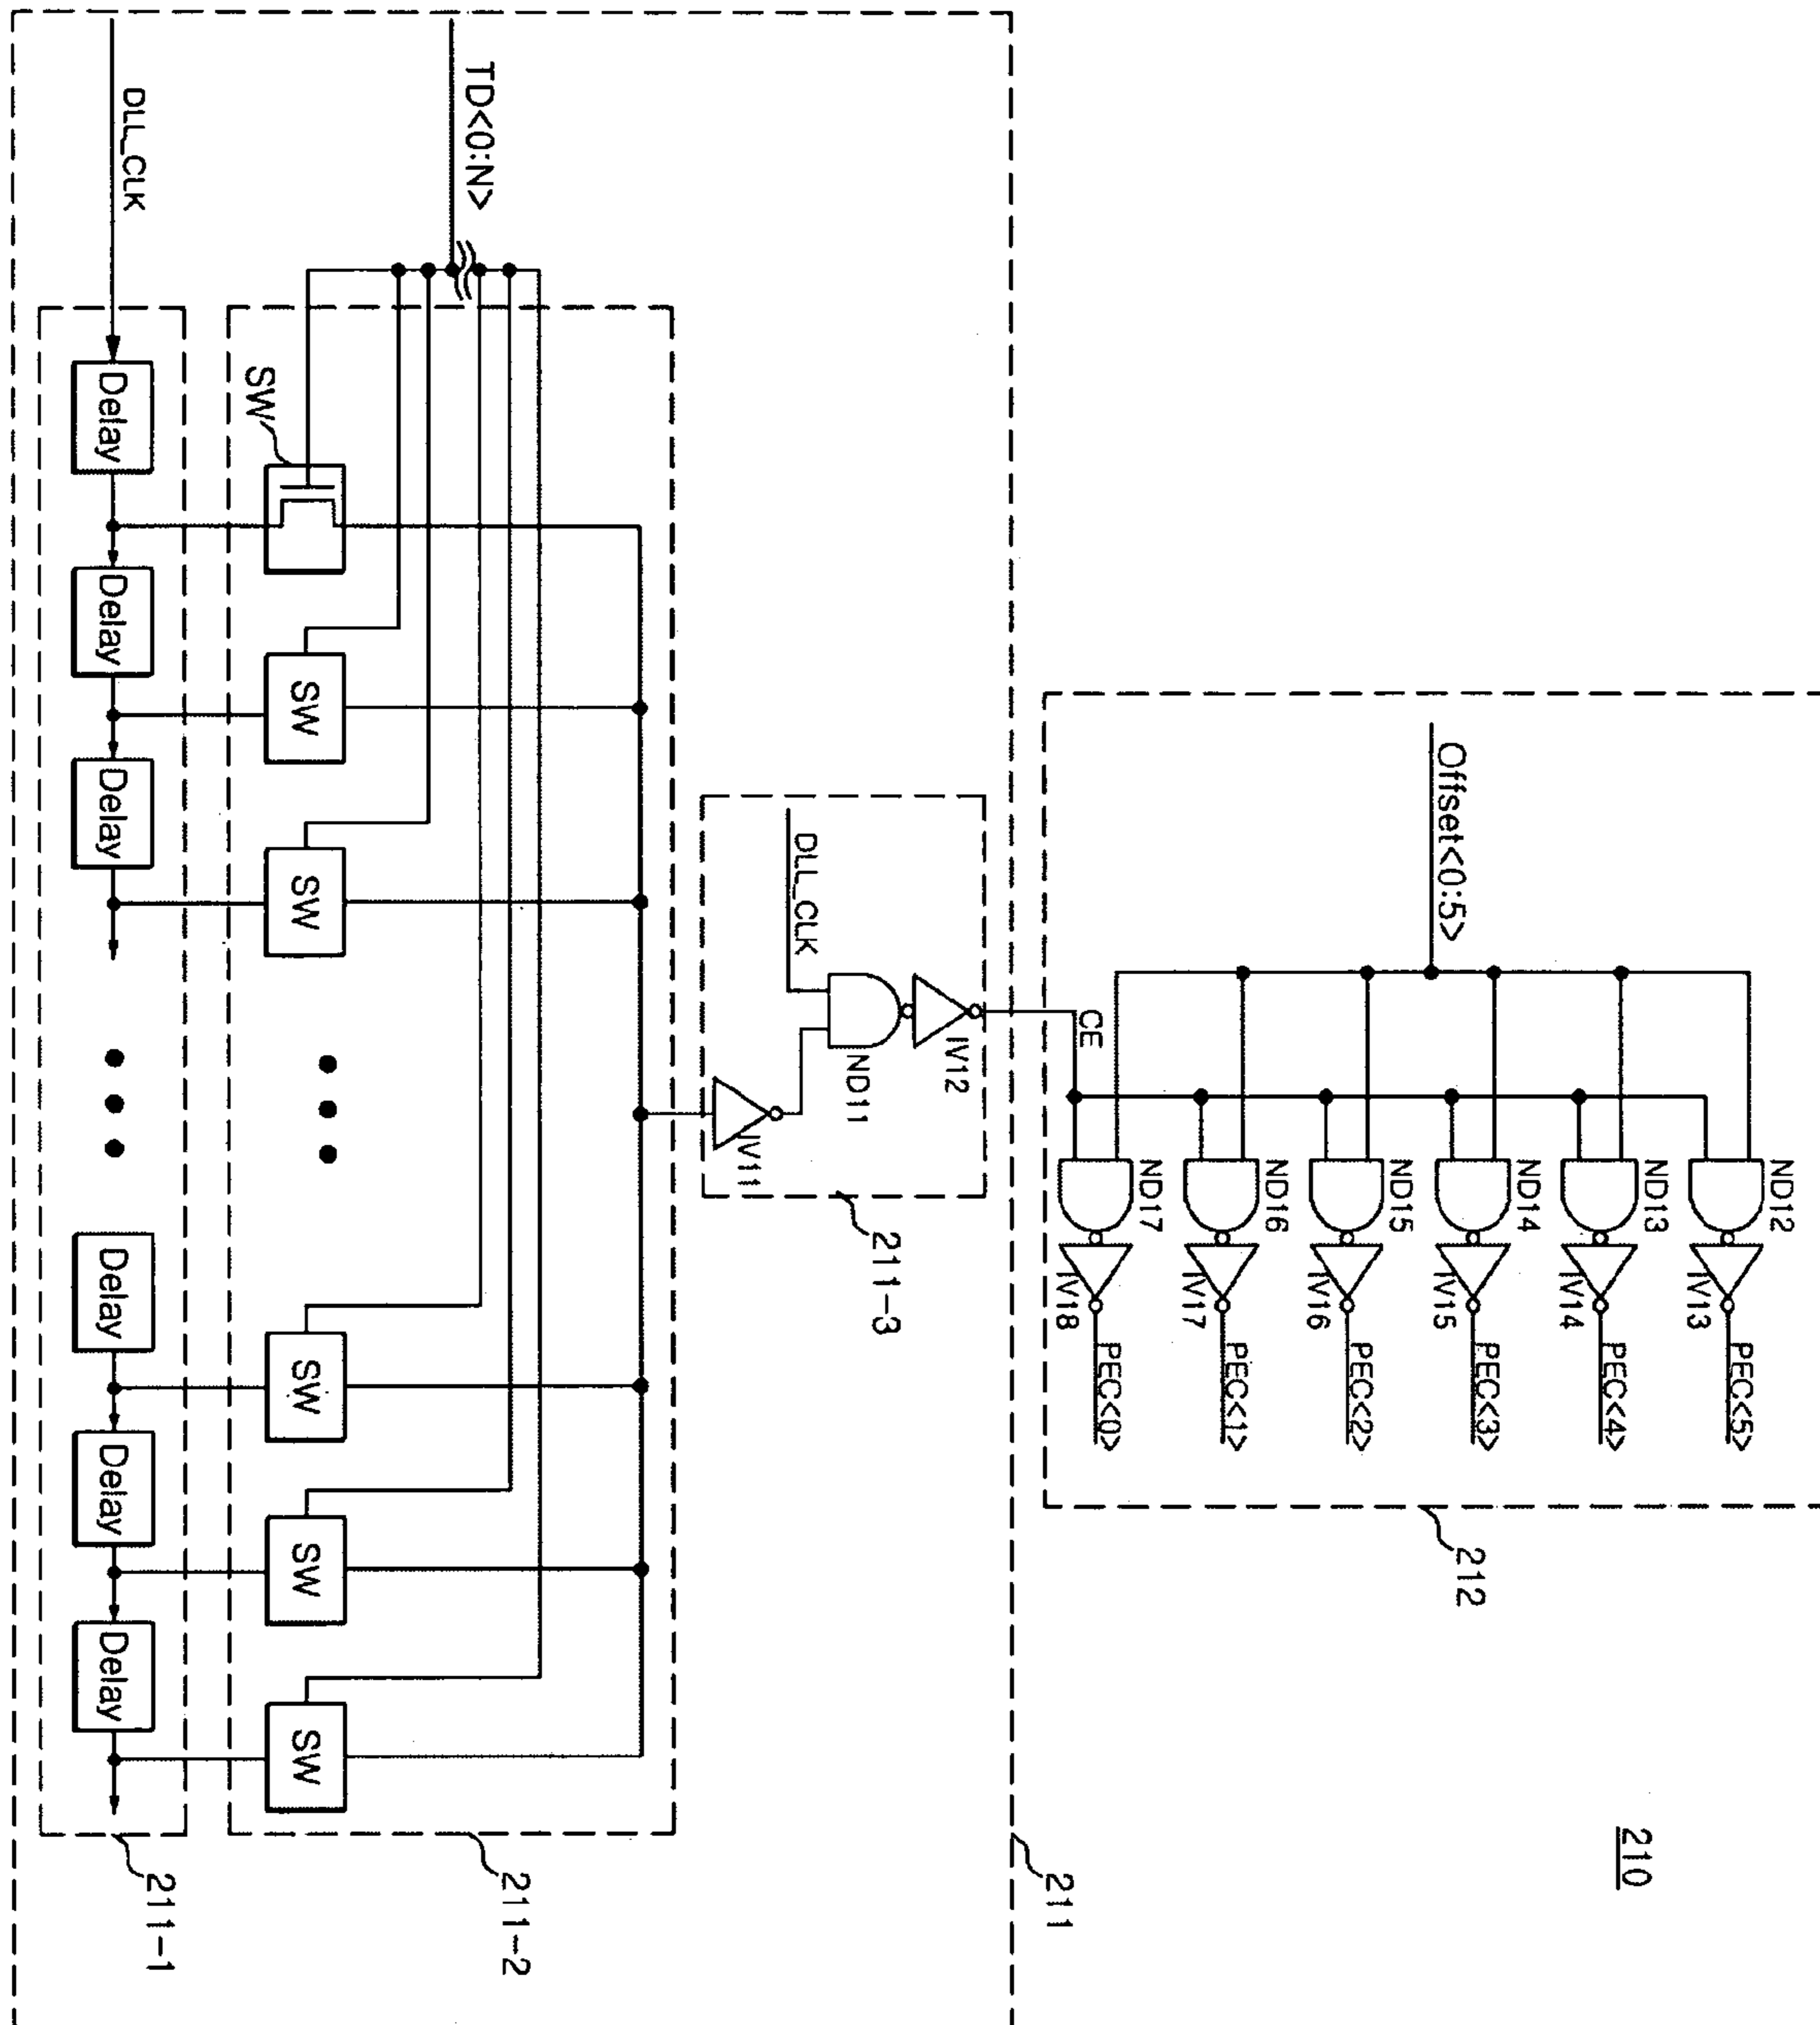 210
Offset<0:5>
CE
ND12
IV13
PEC<5>
ND13
IV14
PEC<4>
ND14
IV15
PEC<3>
ND15
IV16
PEC<2>
ND16
IV17
PEC<1>
ND17
IV18
PEC<0>
212
211
DLL_CLK
ND11
IV12
IV11
211-3
TD<0:N>
SW
SW
SW
SW
SW
SW
211-2
DLL_CLK
Delay
Delay
Delay
Delay
Delay
Delay
211-1